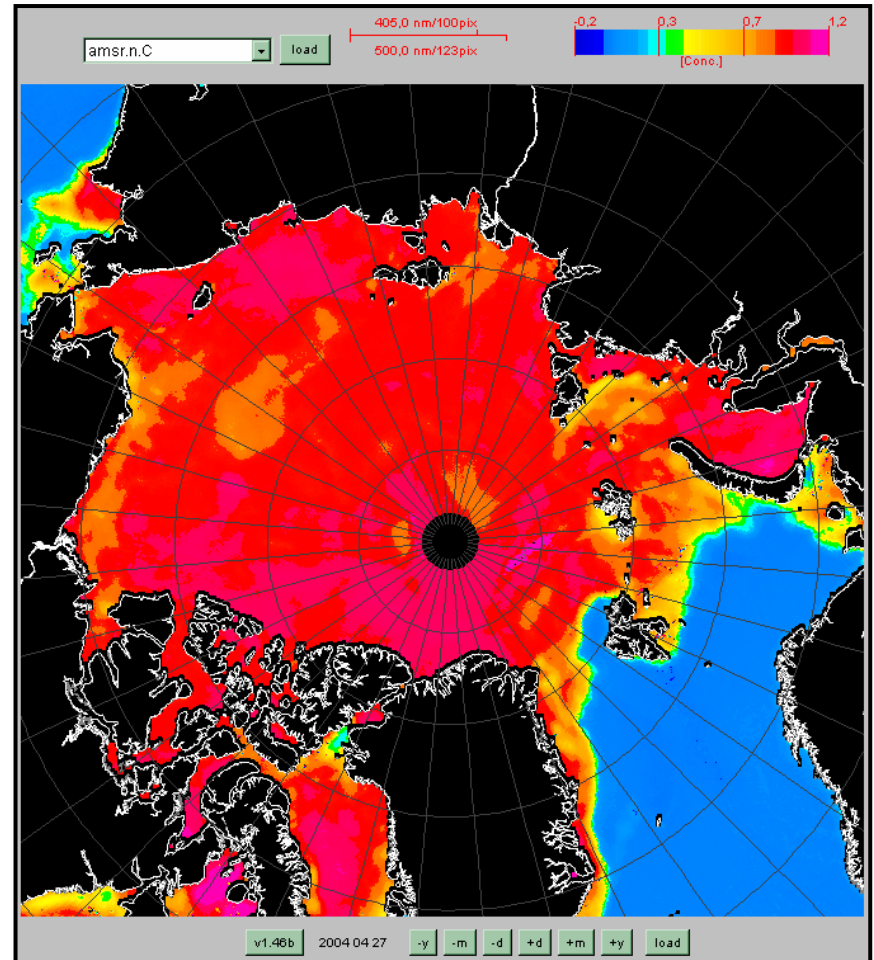 amsr.n.C load
405,0 nm/100pix
500,0 nm/123pix
-0,2 0,3 0,7 1,2
[Conc.]
v1.46b 2004 04 27 -y -m -d +d +m +y load